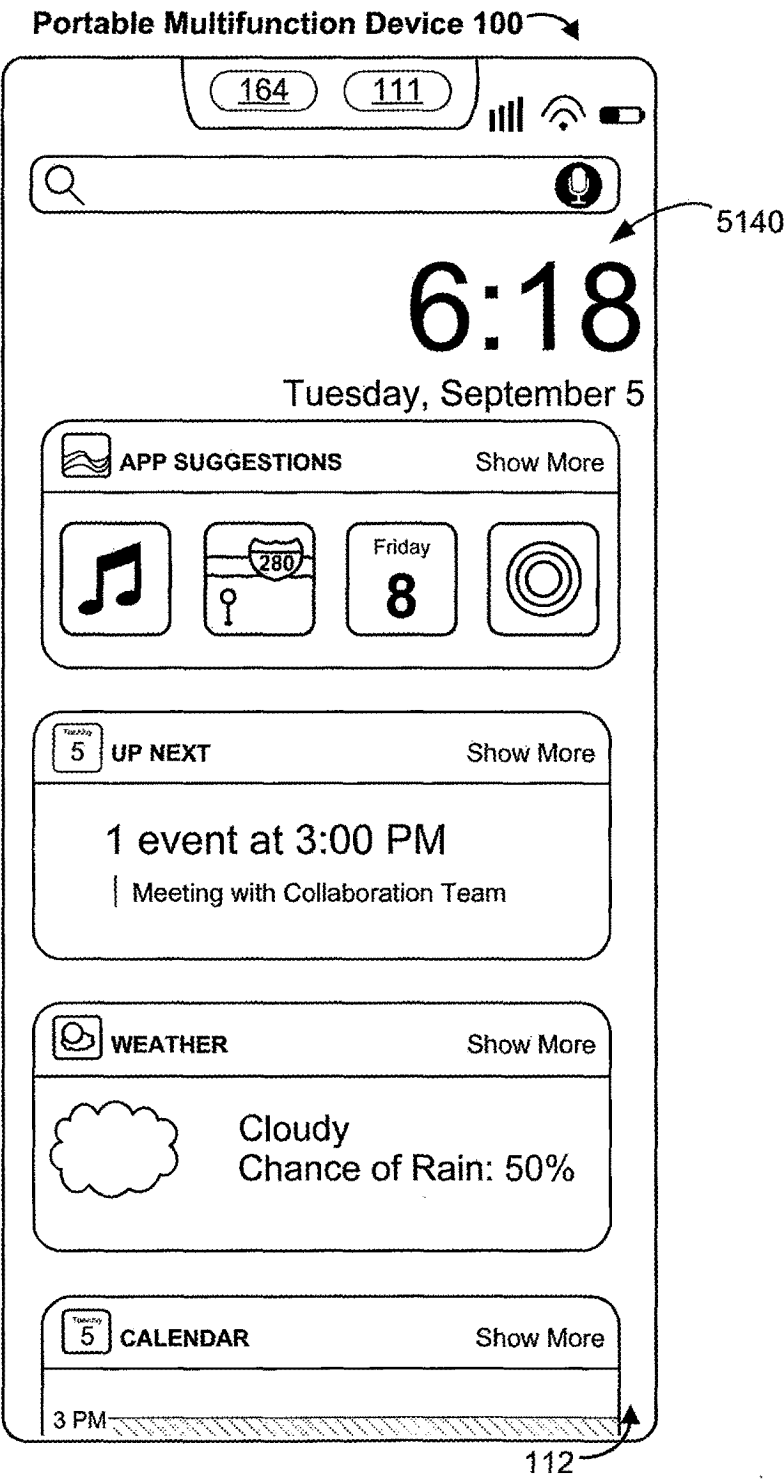 Portable Multifunction Device 100
164 111
5140
6:18
Tuesday, September 5
APP SUGGESTIONS Show More
280
Friday
8
Tuesday
5 UP NEXT Show More
1 event at 3:00 PM
Meeting with Collaboration Team
WEATHER Show More
Cloudy
Chance of Rain: 50%
Tuesday
5 CALENDAR Show More
3 PM
112